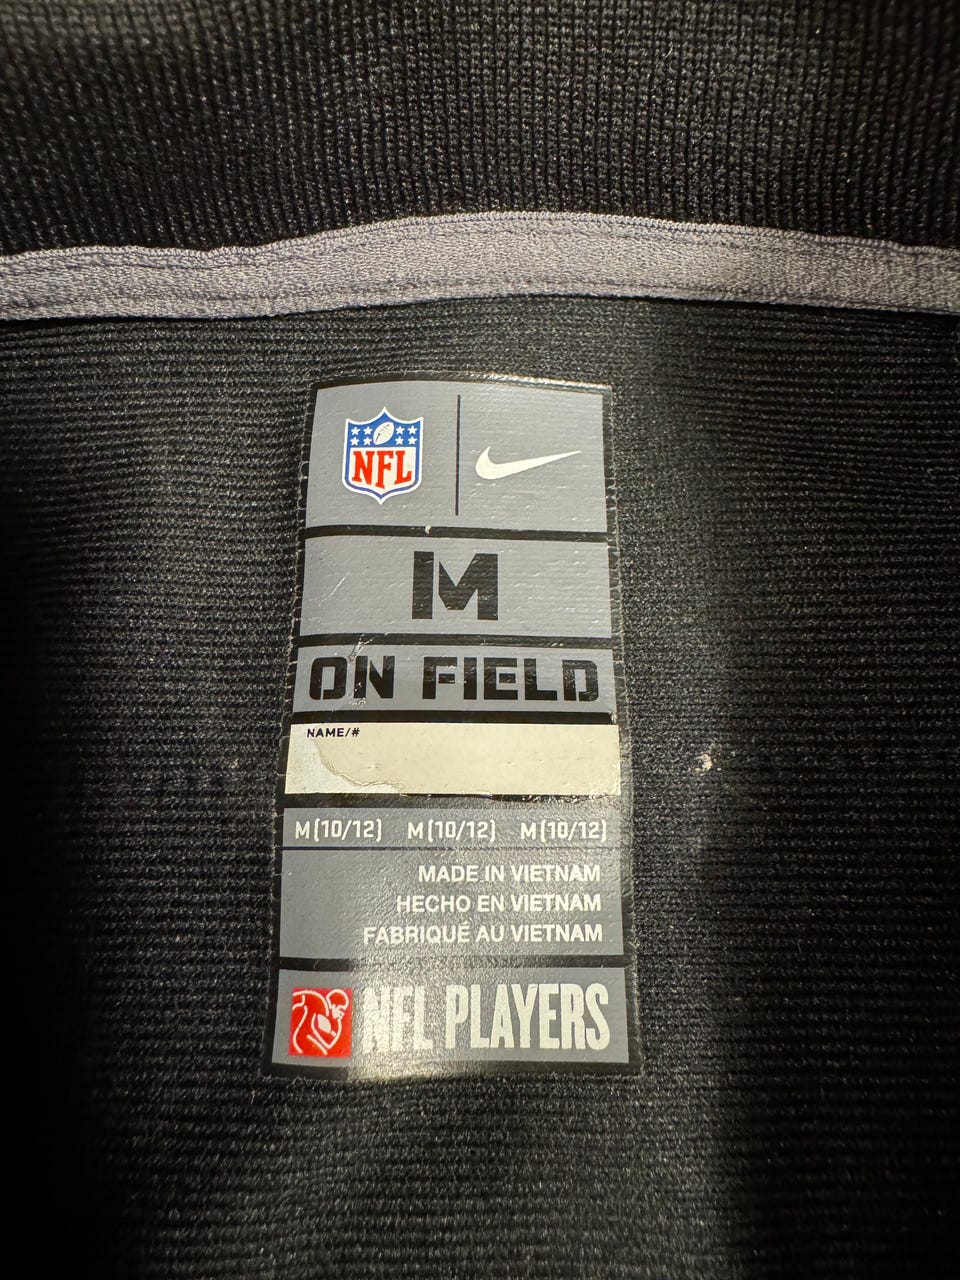 NFL
M
ON FIELD
NAME/#
M(10/12) M(10/12) M(10/12)
MADE IN VIETNAM
HECHO EN VIETNAM
FABRIQUÉ AU VIETNAM
NFL PLAYERS